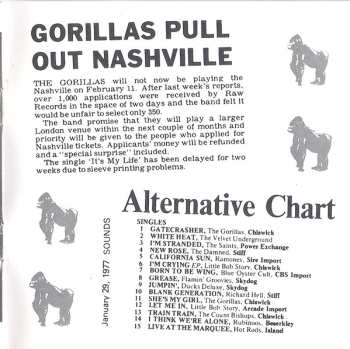 GORILLAS PULL
OUT NASHVILLE
THE GORILLAS will not now be playing the
Nashville on February 11. After last week's reports,
over 1,000 applications were received by Raw
Records in the space of two days and the band felt it
would be unfair to select only 350.
The band promise that they will play a larger
London venue within the next couple of months and
priority will be given to the people who applied for
Nashville tickets. Applicants' money will be refunded
and a "special surprise" included.
The single 'It's My Life' has been delayed for two
weeks due to sleeve printing problems.
January 29, 1977 SOUNDS
Alternative Chart
SINGLES
1 GATECRASHER, The Gorillas, Chiswick
2 WHITE HEAT, The Velvet Underground
3 I'M STRANDED, The Saints, Power Exchange
4 NEW ROSE, The Damned, Stiff
5 CALIFORNIA SUN, Ramones, Sire Import
6 I'M CRYING EP, Little Bob Story, Chiswick
7 BORN TO BE WING, Blue Oyster Cult, CBS Import
8 GREASE, Flamin' Groovies, Skydog
9 JUMPIN', Ducks Deluxe, Skydog
10 BLANK GENERATION, Richard Hell, Stiff
11 SHE'S MY GIRL, The Gorillas, Chiswick
12 LET ME IN, Little Bob Story, Arcade Import
13 TRAIN TRAIN, The Count Bishops, Chiswick
14 I THINK WE'RE ALONE, Rubinoos, Beserkley
15 LIVE AT THE MARQUEE, Hot Rods, Island